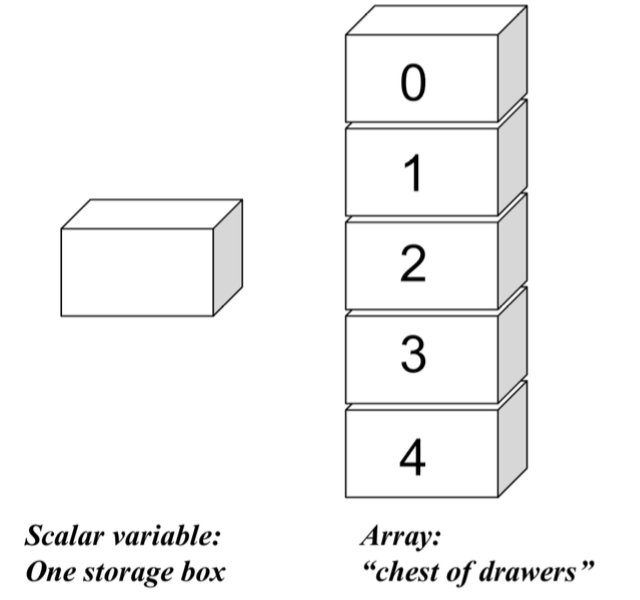 0
1
2
3
4
Scalar variable:
One storage box
Array:
“chest of drawers”